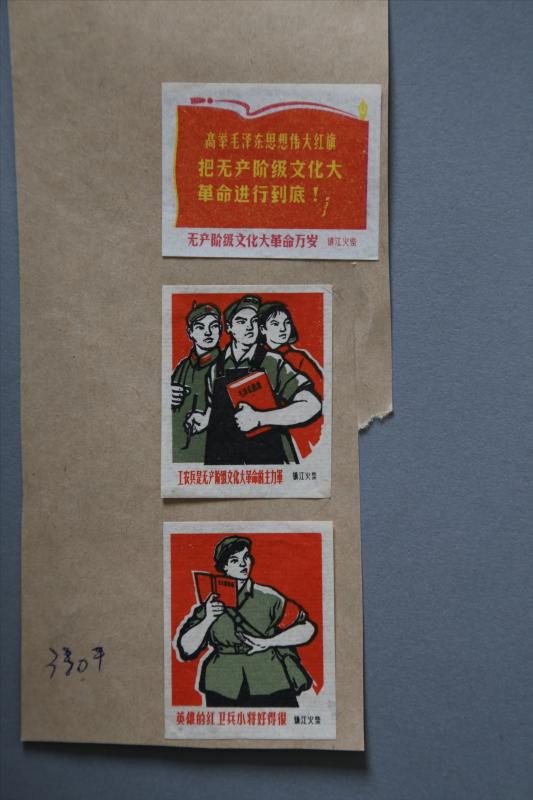 高举毛泽东思想伟大红旗
把无产阶级文化大
革命进行到底！
无产阶级文化大革命万岁 镇江火柴
工农兵是无产阶级文化大革命的主力軍 镇江火柴
英雄的红卫兵小将好得很 镇江火柴